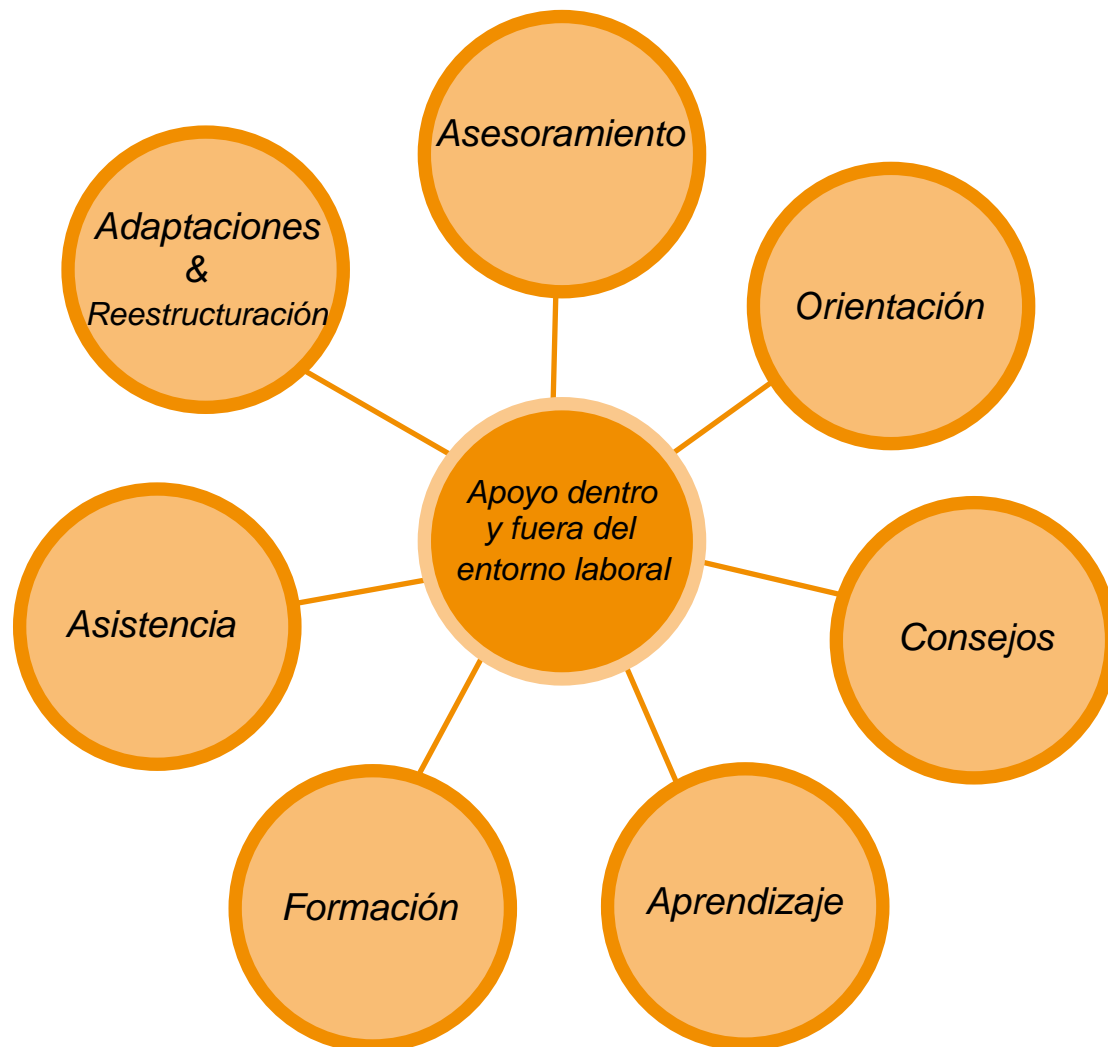 Asesoramiento
Adaptaciones
&
Reestructuración
Orientación
Apoyo dentro
y fuera del
entorno laboral
Asistencia
Consejos
Formación
Aprendizaje